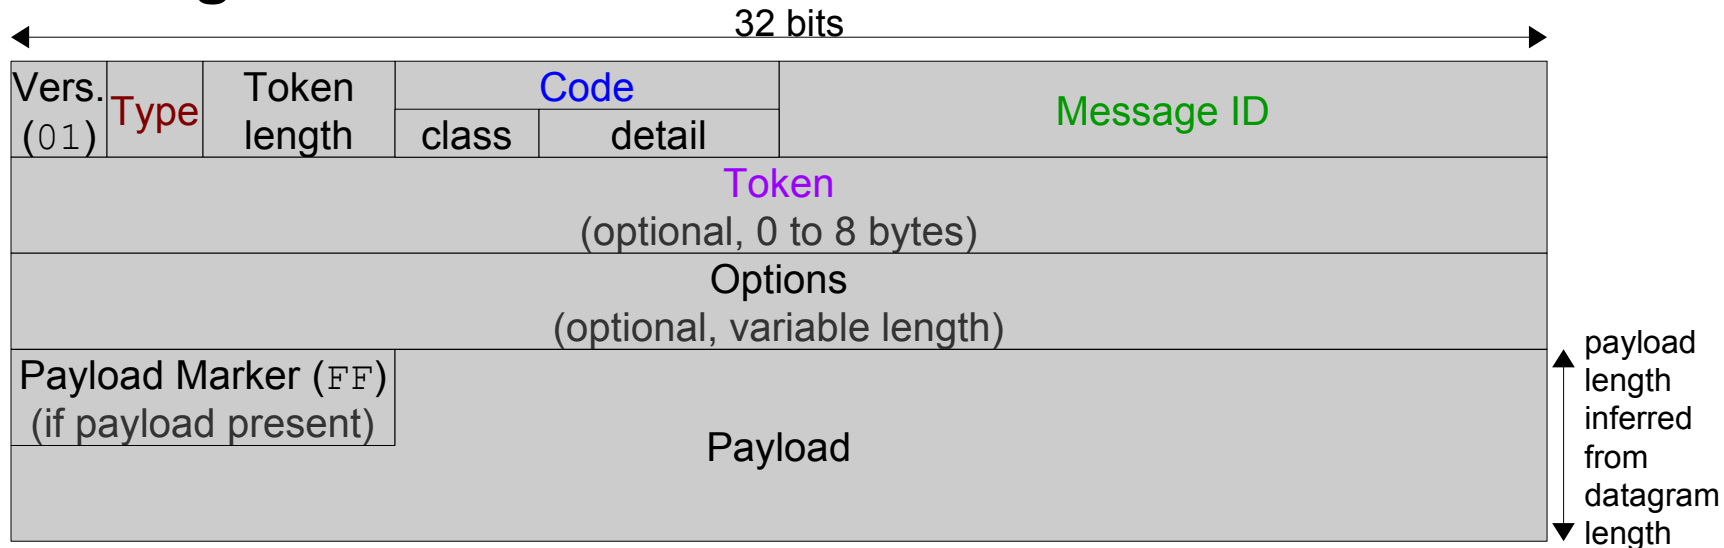 32 bits
Vers.
(01)
Type
Token
length
Code
class
detail
Message ID
Token
(optional, 0 to 8 bytes)
Options
(optional, variable length)
Payload Marker (FF)
(if payload present)
Payload
payload
length
inferred
from
datagram
length